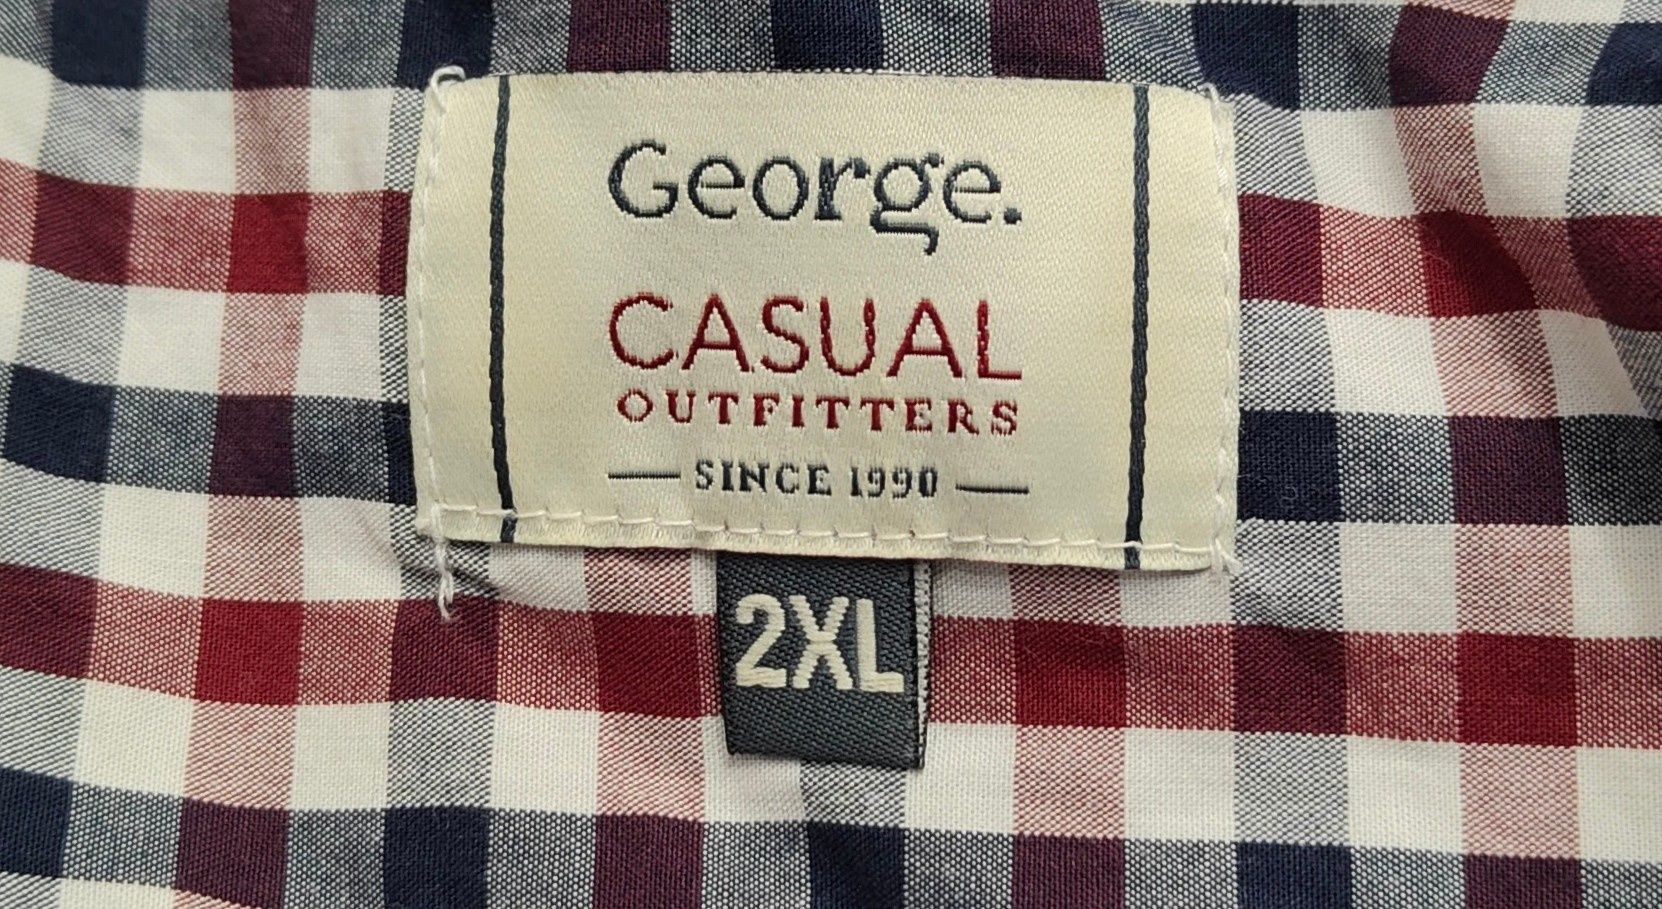 George.
CASUAL
OUTFITTERS
SINCE 1990
2XL